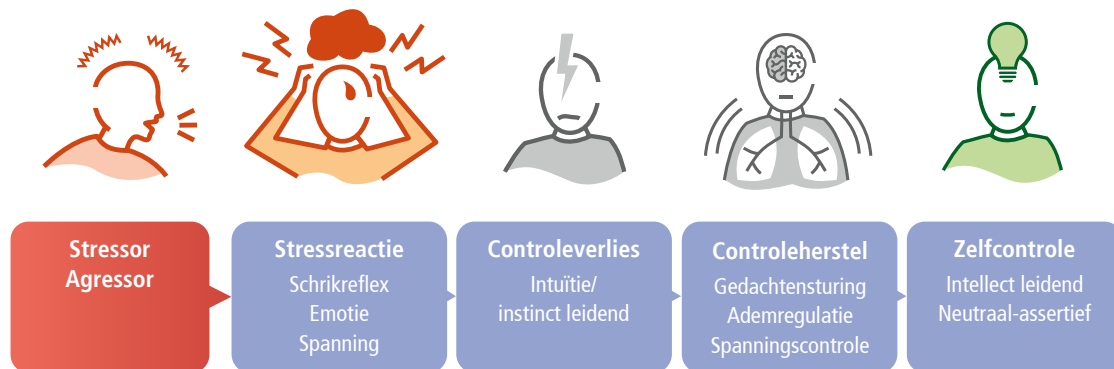 Stressor
Agressor
Stressreactie
Schrikreflex
Emotie
Spanning
Controleverlies
Intuïtie/
instinct leidend
Controleherstel
Gedachtensturing
Ademregulatie
Spanningscontrole
Zelfcontrole
Intellect leidend
Neutraal-assertief